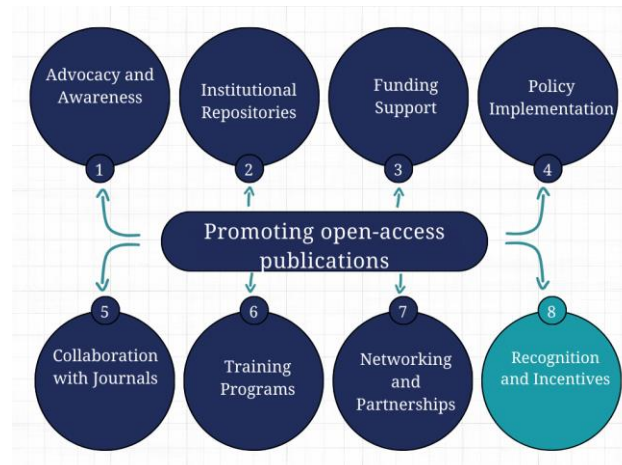 Advocacy and
Awareness
1
Institutional
Repositories
2
Funding
Support
3
Policy
Implementation
4
Promoting open-access
publications
5
Collaboration
with Journals
6
Training
Programs
7
Networking
and
Partnerships
8
Recognition
and Incentives